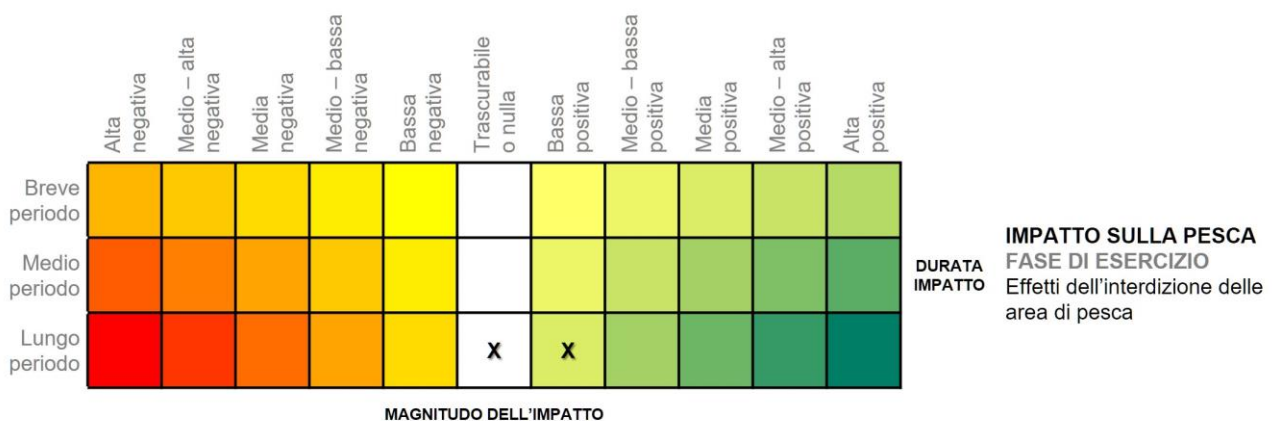 Alta
negativa
Medio – alta
negativa
Media
negativa
Medio – bassa
negativa
Bassa
negativa
Trascurabile
o nulla
Bassa
positiva
Medio – bassa
positiva
Media
positiva
Medio – alta
positiva
Alta
positiva
Breve
periodo
Medio
periodo
Lungo
periodo
X X
DURATA
IMPATTO
IMPATTO SULLA PESCA
FASE DI ESERCIZIO
Effetti dell'interdizione delle
area di pesca
MAGNITUDO DELL'IMPATTO